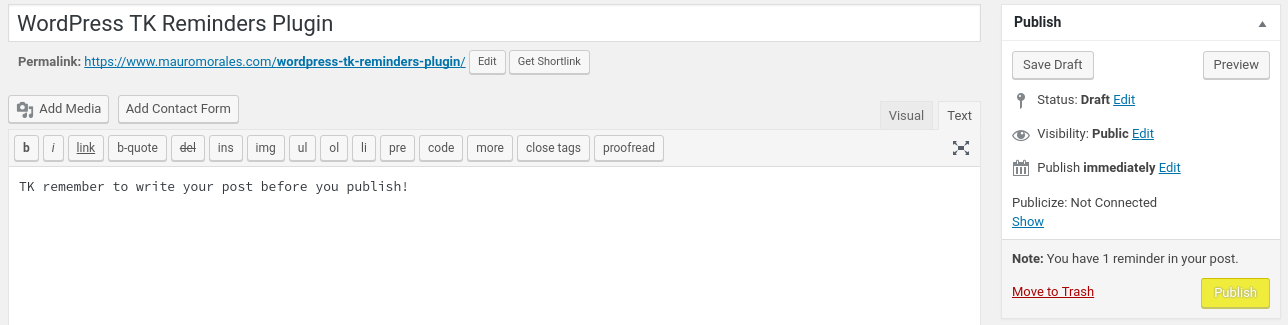 WordPress TK Reminders Plugin
Permalink: https://www.mauromorales.com/wordpress-tk-reminders-plugin/ Edit Get Shortlink
Add Media Add Contact Form
Visual Text
b i link b-quote del ins img ul ol li pre code more close tags proofread
TK remember to write your post before you publish!
Publish
Save Draft Preview
Status: Draft Edit
Visibility: Public Edit
Publish immediately Edit
Publicize: Not Connected
Show
Note: You have 1 reminder in your post.
Move to Trash Publish